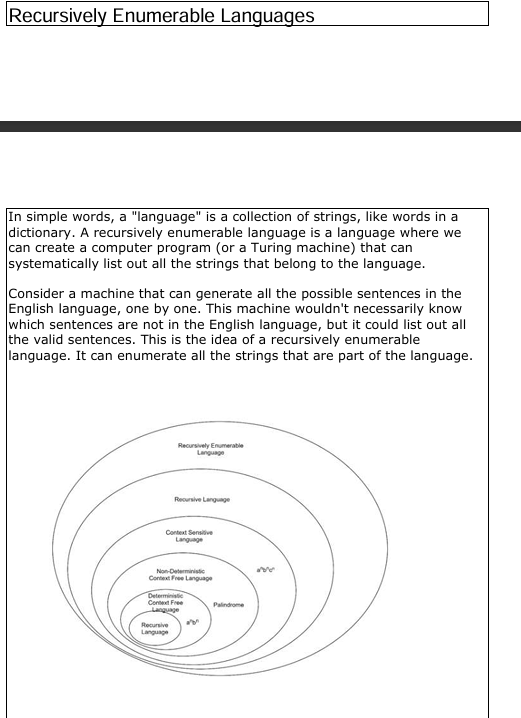 Recursively Enumerable Languages
In simple words, a "language" is a collection of strings, like words in a
dictionary. A recursively enumerable language is a language where we
can create a computer program (or a Turing machine) that can
systematically list out all the strings that belong to the language.
Consider a machine that can generate all the possible sentences in the
English language, one by one. This machine wouldn't necessarily know
which sentences are not in the English language, but it could list out all
the valid sentences. This is the idea of a recursively enumerable
language. It can enumerate all the strings that are part of the language.
Recursively Enumerable
Language
Recursive Language
Context Sensitive
Language
Non-Deterministic
Context Free Language
aⁿbⁿcⁿ
Deterministic
Context Free
Language
Palindrome
aⁿbⁿ
Recursive
Language